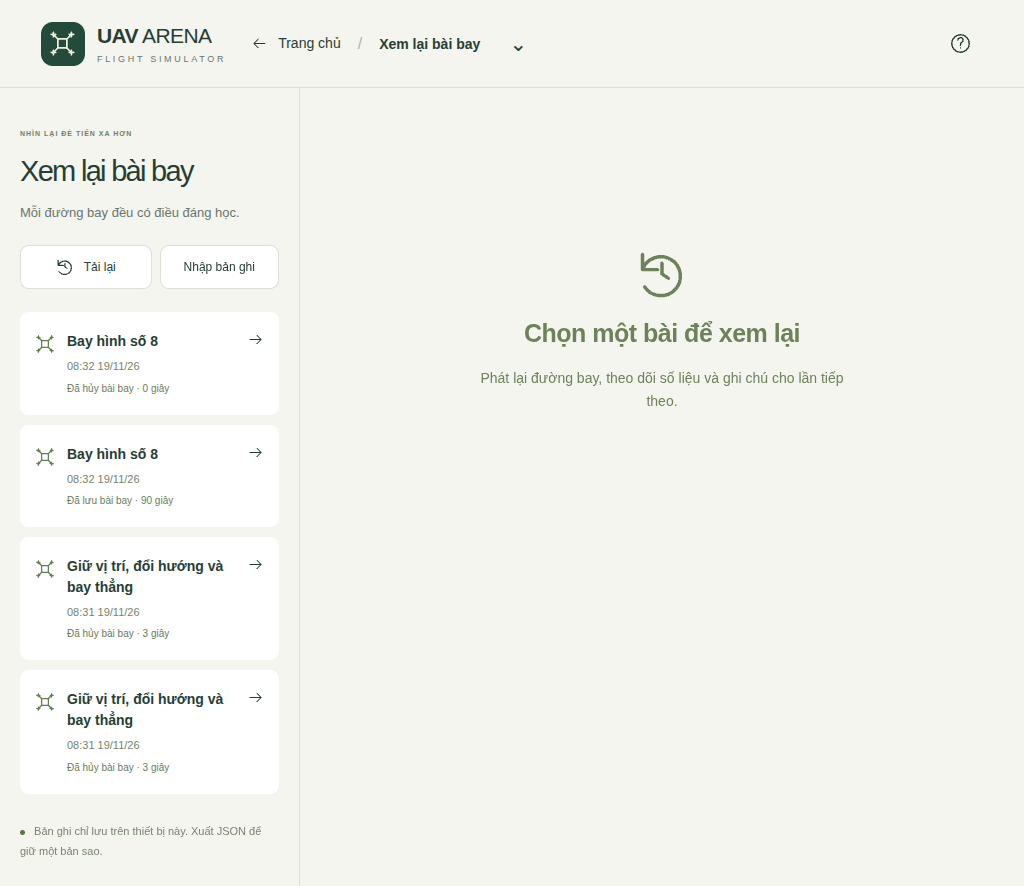 UAV ARENA
FLIGHT SIMULATOR
Trang chủ / Xem lại bài bay
NHÌN LẠI ĐỂ TIẾN XA HƠN
Xem lại bài bay
Mỗi đường bay đều có điều đáng học.
Tải lại
Nhập bản ghi
Bay hình số 8
08:32 19/11/26
Đã hủy bài bay · 0 giây
Bay hình số 8
08:32 19/11/26
Đã lưu bài bay · 90 giây
Giữ vị trí, đổi hướng và
bay thẳng
08:31 19/11/26
Đã hủy bài bay · 3 giây
Giữ vị trí, đổi hướng và
bay thẳng
08:31 19/11/26
Đã hủy bài bay · 3 giây
Bản ghi chỉ lưu trên thiết bị này. Xuất JSON để
giữ một bản sao.
Chọn một bài để xem lại
Phát lại đường bay, theo dõi số liệu và ghi chú cho lần tiếp
theo.